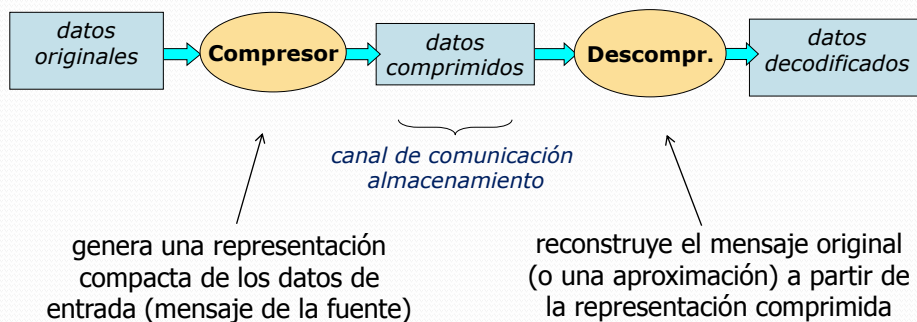 datos
originales
Compresor
datos
comprimidos
Descompr.
datos
decodificados
canal de comunicación
almacenamiento
genera una representación
compacta de los datos de
entrada (mensaje de la fuente)
reconstruye el mensaje original
(o una aproximación) a partir de
la representación comprimida